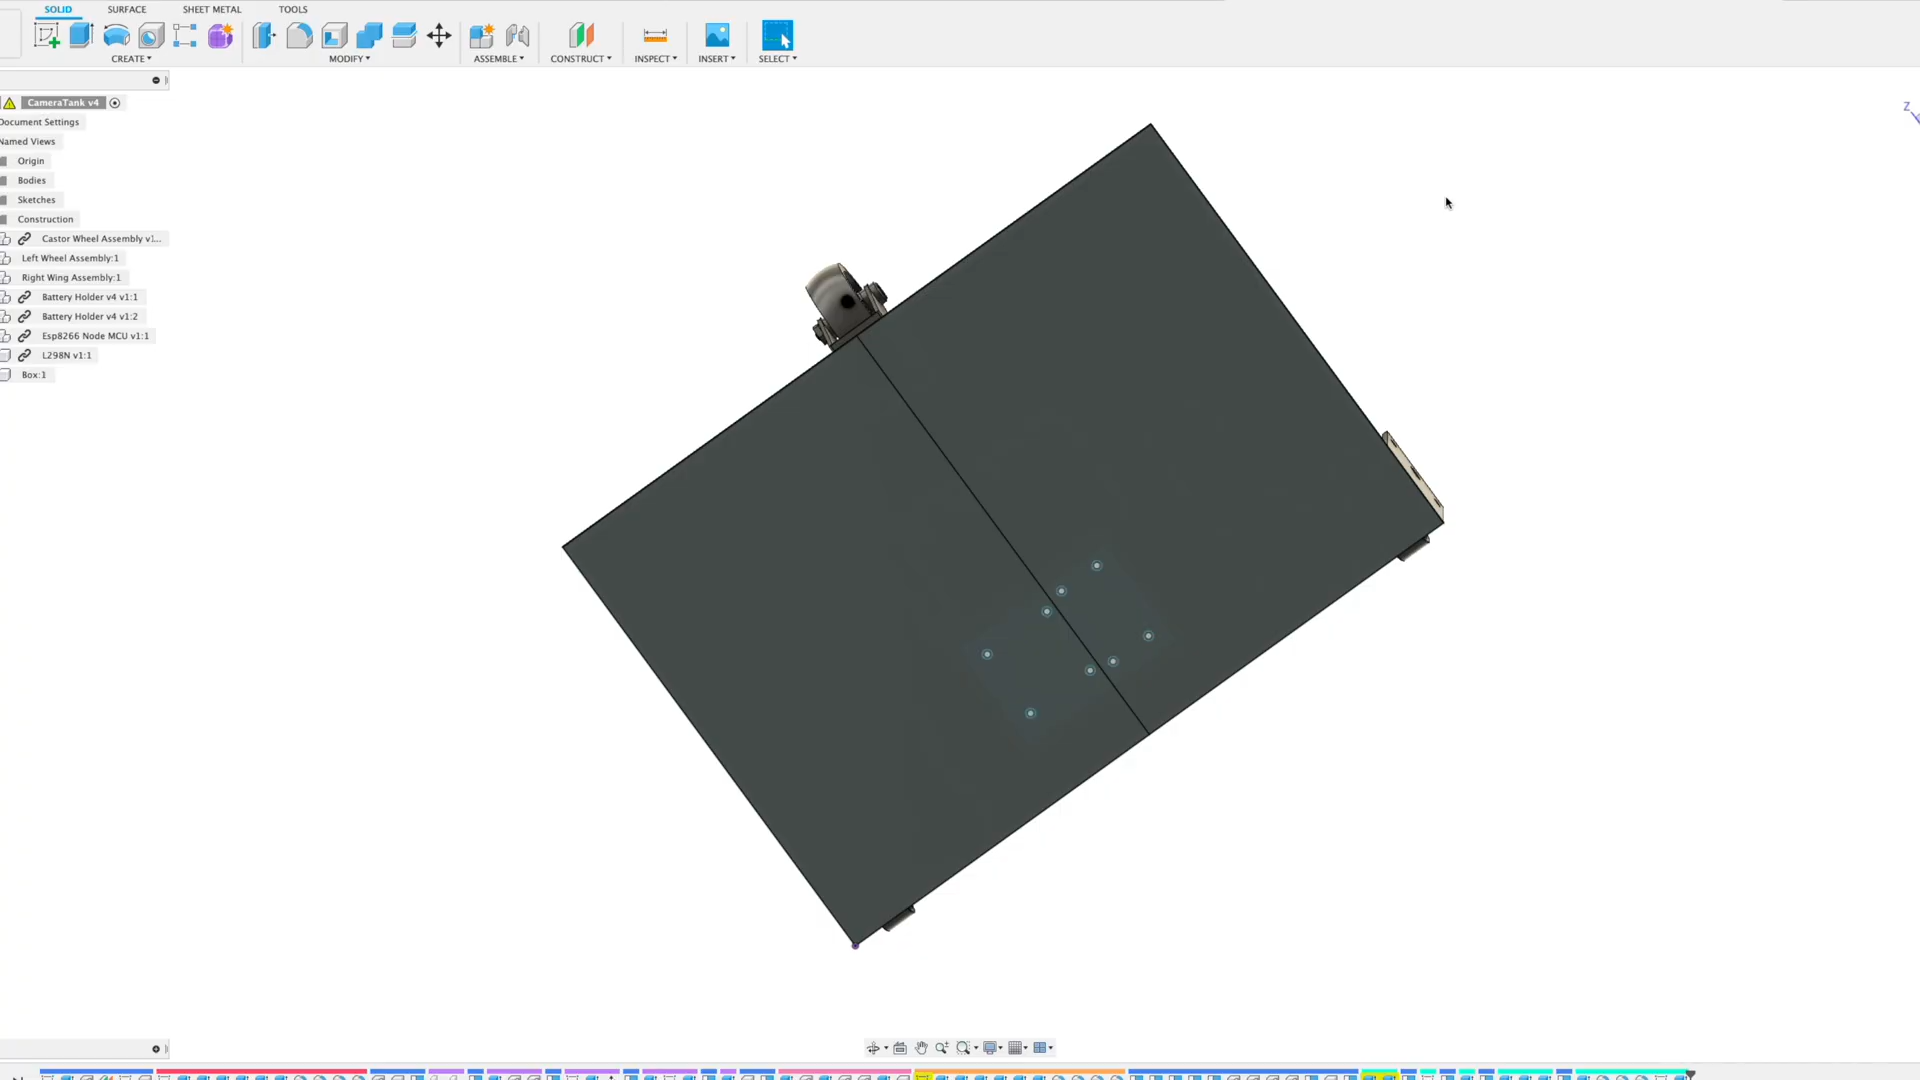 SOLID SURFACE SHEET METAL TOOLS
CREATE MODIFY ASSEMBLE CONSTRUCT INSPECT INSERT SELECT
CameraTank v4
Document Settings
Named Views
Origin
Bodies
Sketches
Construction
Castor Wheel Assembly v1...
Left Wheel Assembly:1
Right Wing Assembly:1
Battery Holder v4 v1:1
Battery Holder v4 v1:2
Esp8266 Node MCU v1:1
L298N v1:1
Box:1
Z